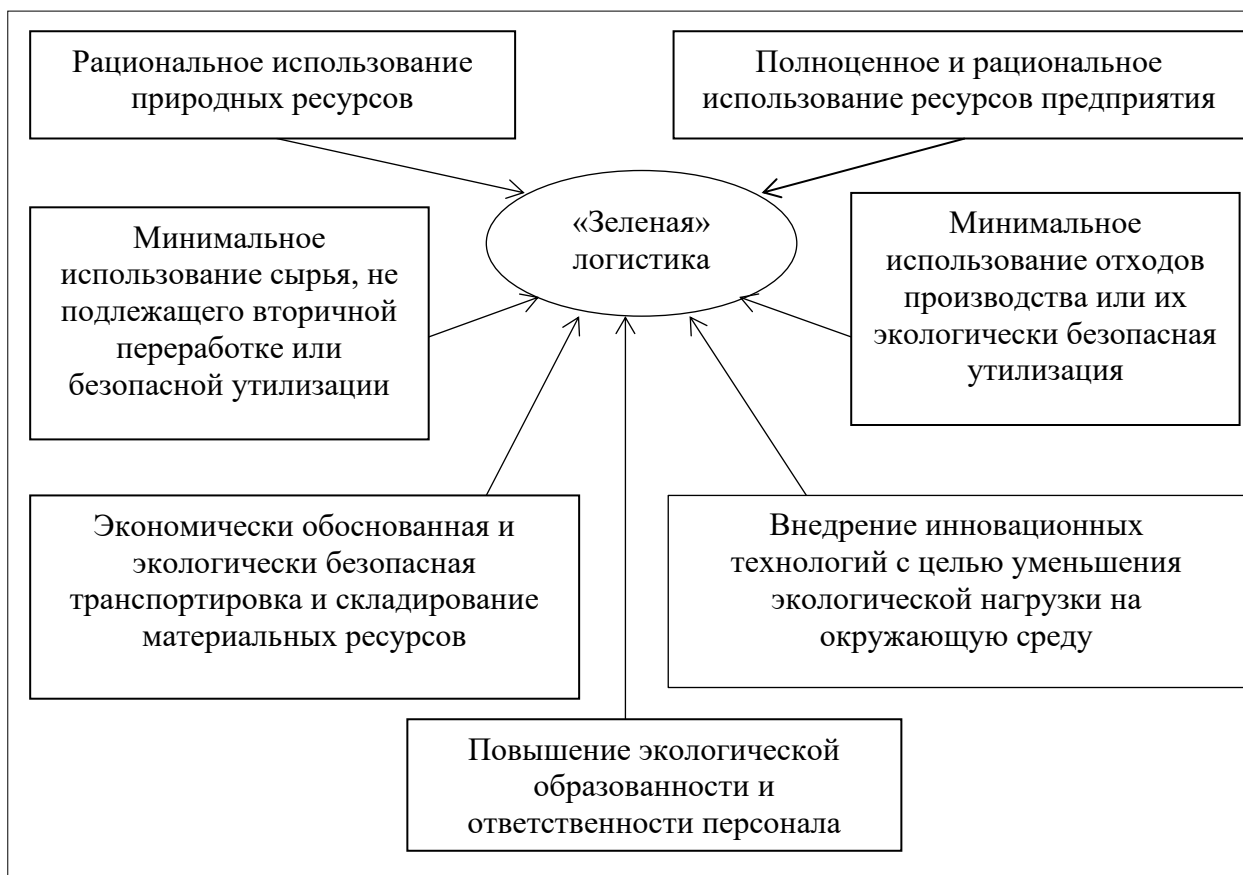 Рациональное использование
природных ресурсов
Полноценное и рациональное
использование ресурсов предприятия
«Зеленая»
логистика
Минимальное
использование сырья, не
подлежащего вторичной
переработке или
безопасной утилизации
Минимальное
использование отходов
производства или их
экологически безопасная
утилизация
Экономически обоснованная и
экологически безопасная
транспортировка и складирование
материальных ресурсов
Внедрение инновационных
технологий с целью уменьшения
экологической нагрузки на
окружающую среду
Повышение экологической
образованности и
ответственности персонала